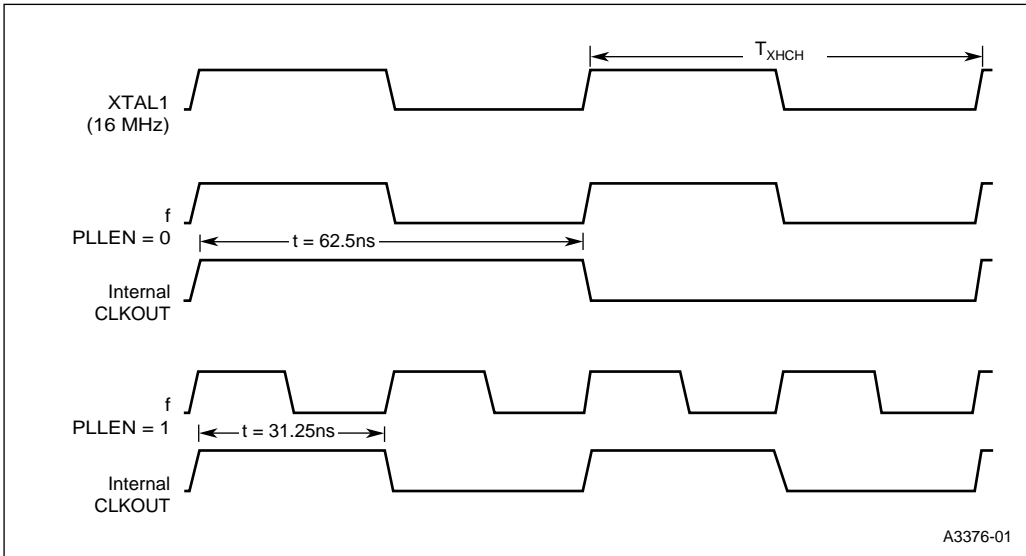 T_XHCH
XTAL1
(16 MHz)
f
PLLEN = 0
t = 62.5ns
Internal
CLKOUT
f
PLLEN = 1
t = 31.25ns
Internal
CLKOUT
A3376-01